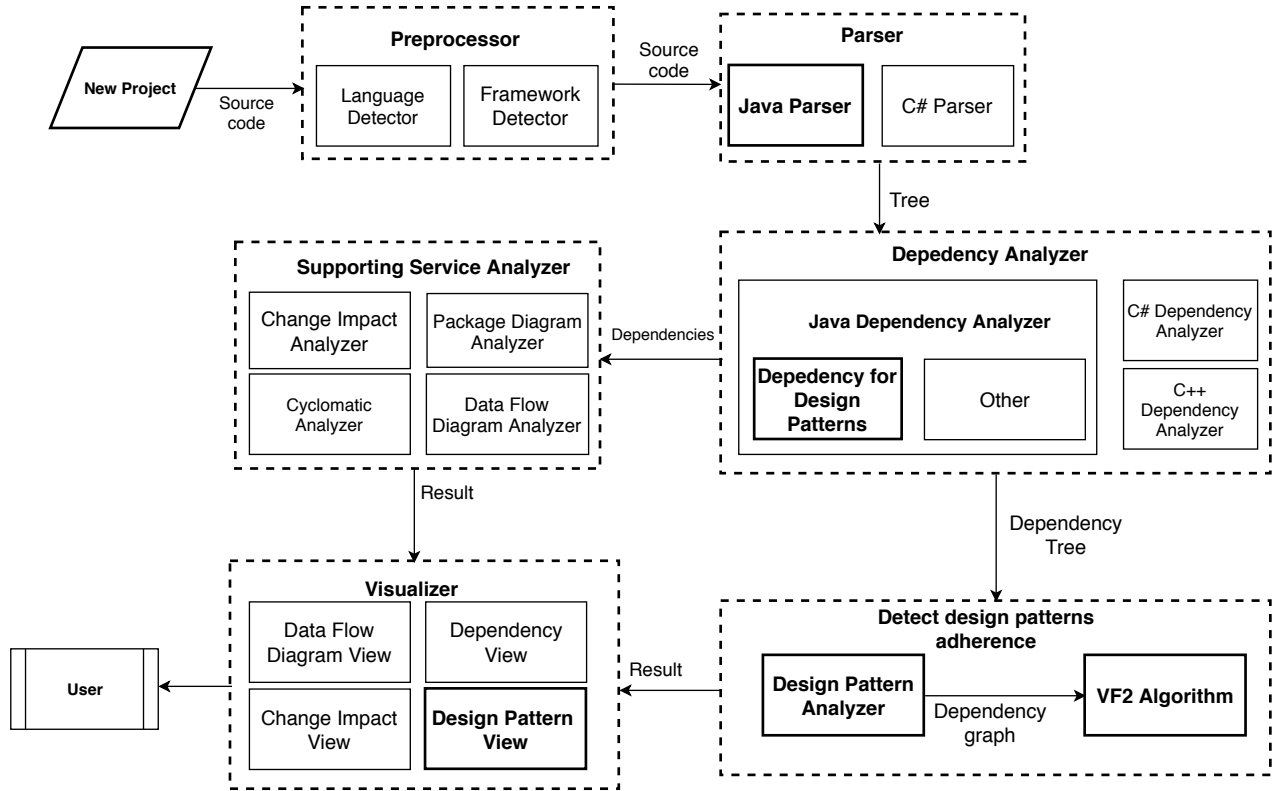 New Project
Source
code
Preprocessor
Language
Detector
Framework
Detector
Source
code
Parser
Java Parser
C# Parser
Tree
Depedency Analyzer
Java Dependency Analyzer
Depedency for
Design
Patterns
Other
C# Dependency
Analyzer
C++
Dependency
Analyzer
Dependencies
Supporting Service Analyzer
Change Impact
Analyzer
Package Diagram
Analyzer
Cyclomatic
Analyzer
Data Flow
Diagram Analyzer
Result
Dependency
Tree
Detect design patterns
adherence
Design Pattern
Analyzer
Dependency
graph
VF2 Algorithm
Result
Visualizer
Data Flow
Diagram View
Dependency
View
Change Impact
View
Design Pattern
View
User